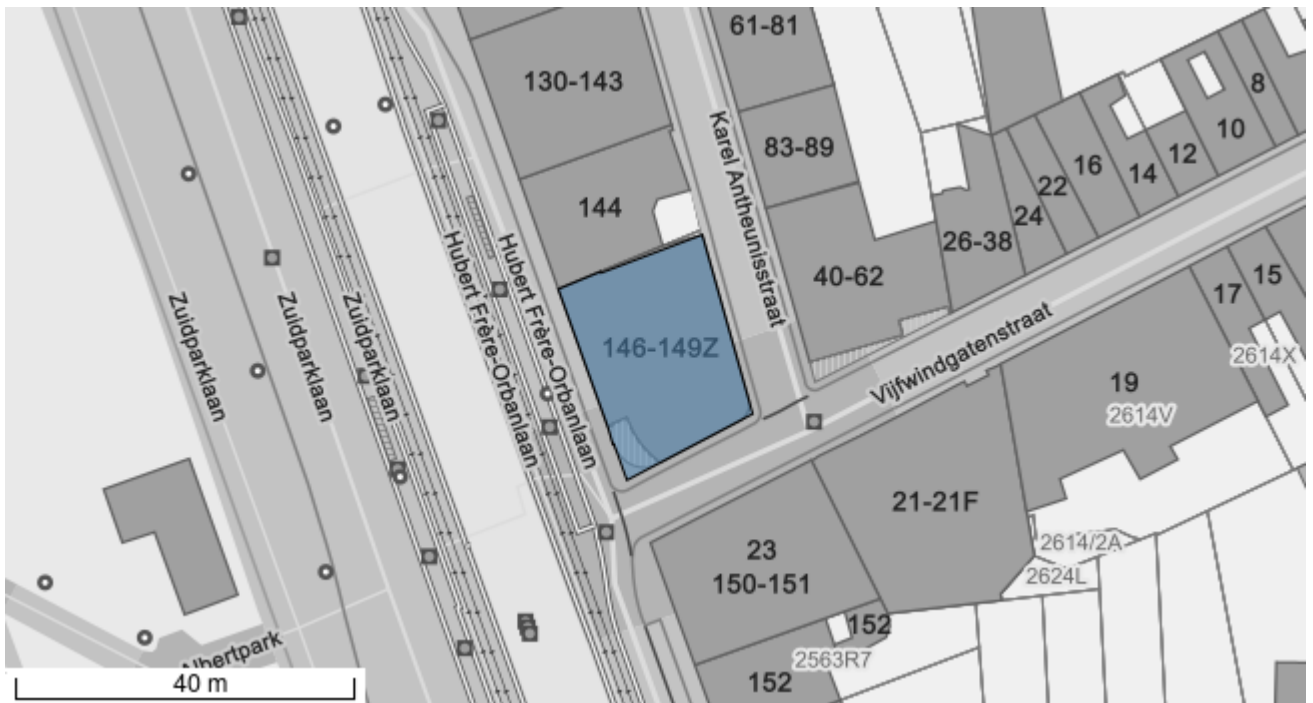 61-81
130-143
8
10
Karel Antheunisstraat
83-89
16
12
14
22
144
24
26-38
Hubert Frère-Orbanlaan
Hubert Frère-Orbanlaan
40-62
15
17
Zuidparklaan
Zuidparklaan
Zuidparklaan
146-149Z
Vijfwindgatenstraat
2614X
19
2614V
21-21F
23
150-151
2614/2A
2624L
152
Albertpark
2563R7
152
40 m